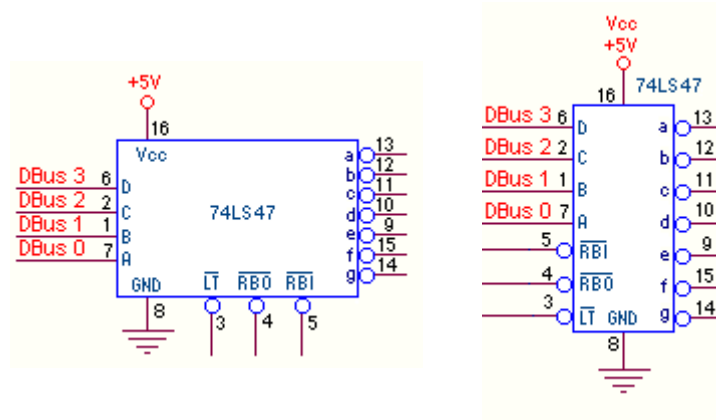 +5V
16
Vcc
DBus 3 6 D
DBus 2 2 C
DBus 1 1 B
DBus 0 7 A
74LS47
a 13
b 12
c 11
d 10
e 9
f 15
g 14
GND
LT RBO RBI
8
3 4 5
Vcc
+5V
16
74LS47
DBus 3 6 D a 13
DBus 2 2 C b 12
DBus 1 1 B c 11
DBus 0 7 A d 10
5 RBI e 9
4 RBO f 15
3 LT GND g 14
8